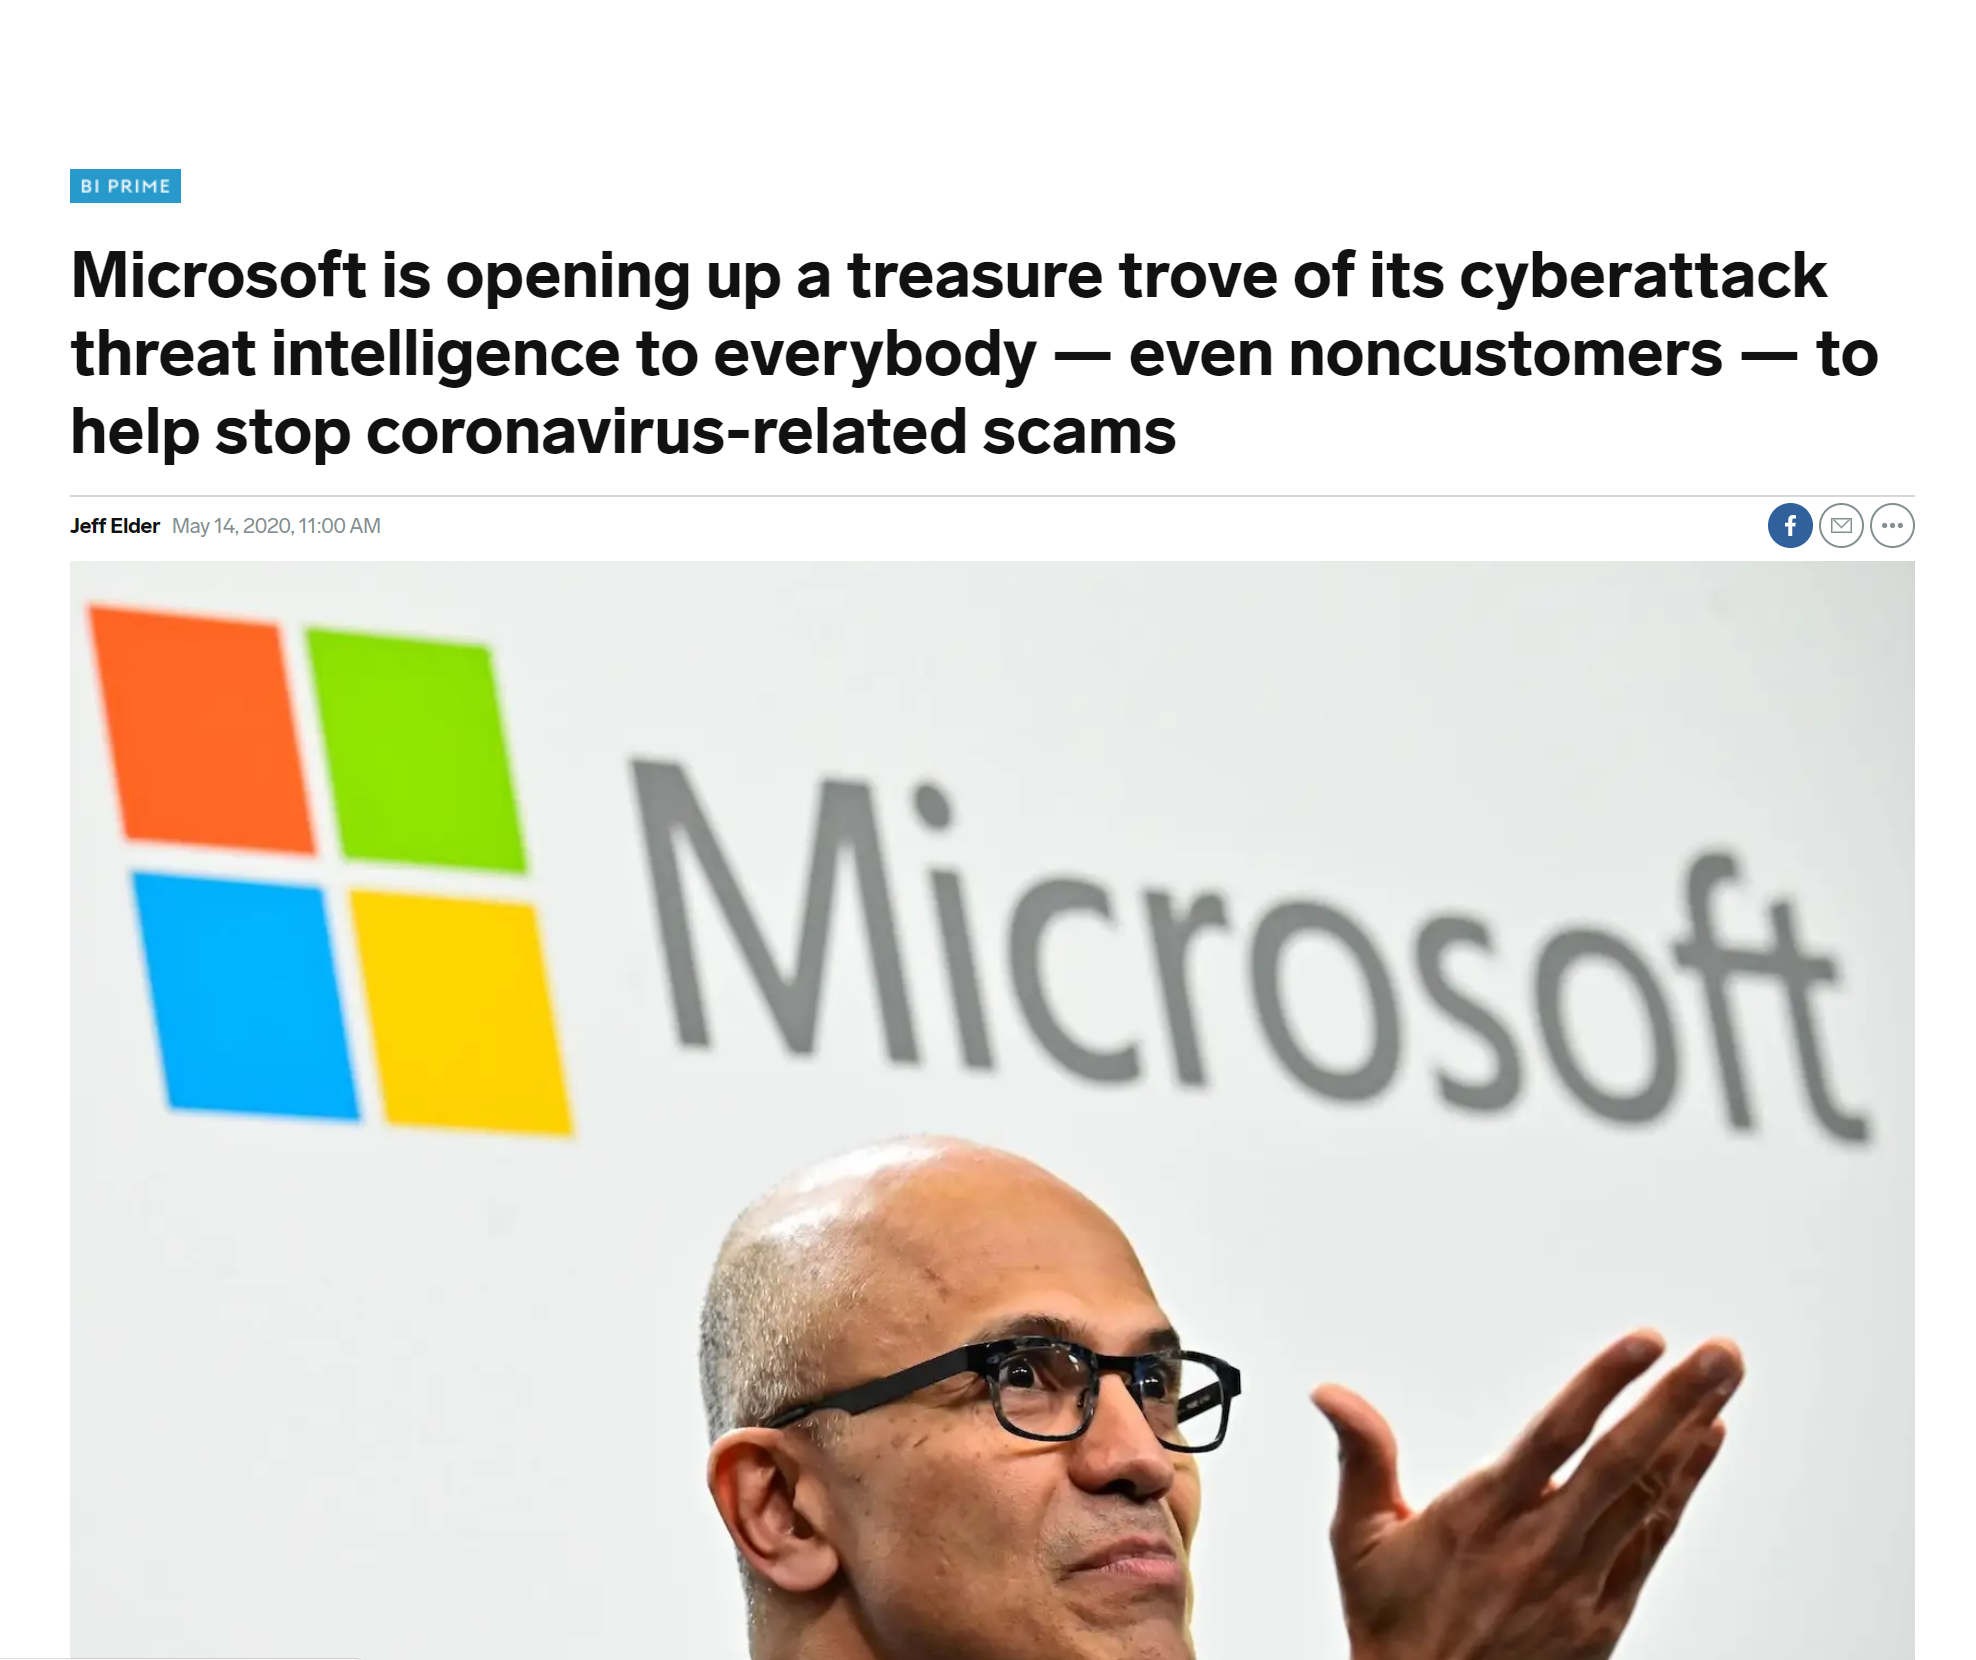 BI PRIME
Microsoft is opening up a treasure trove of its cyberattack
threat intelligence to everybody — even noncustomers — to
help stop coronavirus-related scams
Jeff Elder May 14, 2020, 11:00 AM
Microsoft